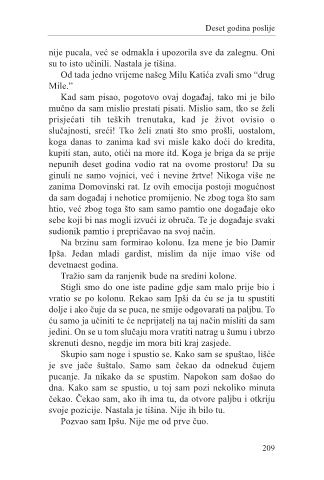 Deset godina poslije
nije pucala, već se odmakla i upozorila sve da zalegnu. Oni
su to isto učinili. Nastala je tišina.
Od tada jedno vrijeme našeg Milu Katića zvali smo “drug
Mile.”
Kad sam pisao, pogotovo ovaj događaj, tako mi je bilo
mučno da sam mislio prestati pisati. Mislio sam, tko se želi
prisjećati tih teških trenutaka, kad je život ovisio o
slučajnosti, sreći! Tko želi znati što smo prošli, uostalom,
koga danas to zanima kad svi misle kako doći do kredita,
kupiti stan, auto, otići na more itd. Koga je briga da se prije
nepunih deset godina vodio rat na ovome prostoru! Da su
ginuli ne samo vojnici, već i nevine žrtve! Nikoga više ne
zanima Domovinski rat. Iz ovih emocija postoji mogućnost
da sam događaj i nehotice promijenio. Ne zbog toga što sam
htio, već zbog toga što sam samo pamtio one događaje oko
sebe koji bi nas mogli izvući iz obruča. Te je događaje svaki
sudionik pamtio i prepričavao na svoj način.
Na brzinu sam formirao kolonu. Iza mene je bio Damir
Ipša. Jedan mladi gardist, mislim da nije imao više od
devetnaest godina.
Tražio sam da ranjenik bude na sredini kolone.
Stigli smo do one iste padine gdje sam malo prije bio i
vratio se po kolonu. Rekao sam Ipši da ću se ja tu spustiti
dolje i ako čuje da se puca, ne smije odgovarati na paljbu. To
ću samo ja učiniti te će neprijatelj na taj način misliti da sam
jedini. On se u tom slučaju mora vratiti natrag u šumu i ubrzo
skrenuti desno, negdje im mora biti kraj zasjede.
Skupio sam noge i spustio se. Kako sam se spuštao, lišće
je sve jače šuštalo. Samo sam čekao da odnekud čujem
pucanje. Ja nikako da se spustim. Napokon sam došao do
dna. Kako sam se spustio, u toj sam pozi nekoliko minuta
čekao. Čekao sam, ako ih ima tu, da otvore paljbu i otkriju
svoje pozicije. Nastala je tišina. Nije ih bilo tu.
Pozvao sam Ipšu. Nije me od prve čuo.
209